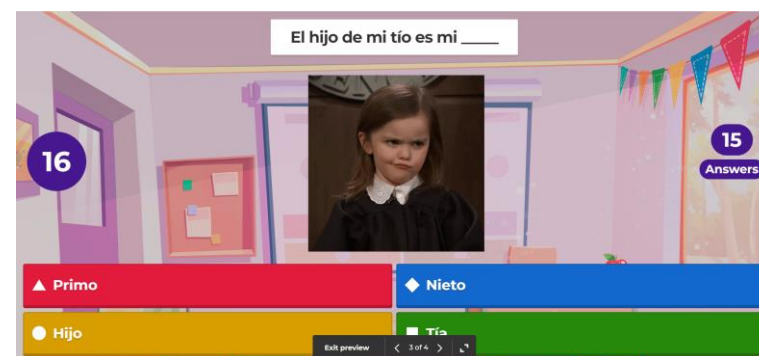 El hijo de mi tío es mi _____
16
15
Answers
Primo
Nieto
Hijo
Tía
Exit preview
3 of 4